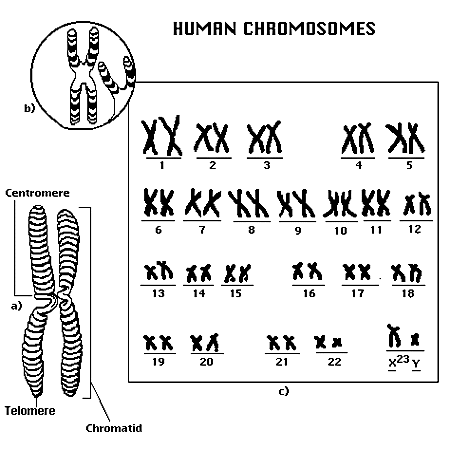 HUMAN CHROMOSOMES
b)
1 2 3 4 5
Centromere
6 7 8 9 10 11 12
a)
13 14 15 16 17 18
19 20 21 22 X 23 Y
c)
Telomere
Chromatid